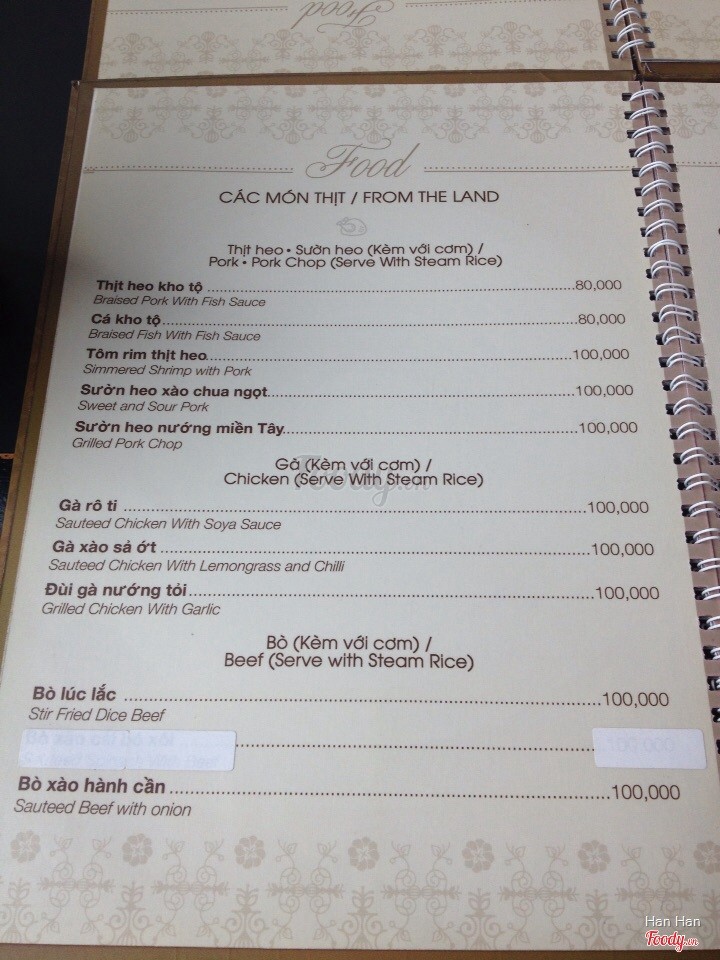 Food
Food
CÁC MÓN THỊT / FROM THE LAND
Thịt heo • Sườn heo (Kèm với cơm) /
Pork • Pork Chop (Serve With Steam Rice)
Thịt heo kho tộ ........ 80,000
Braised Pork With Fish Sauce
Cá kho tộ ........ 80,000
Braised Fish With Fish Sauce
Tôm rim thịt heo ........ 100,000
Simmered Shrimp with Pork
Sườn heo xào chua ngọt ........ 100,000
Sweet and Sour Pork
Sườn heo nướng miền Tây ........ 100,000
Grilled Pork Chop
Gà (Kèm với cơm) /
Chicken (Serve With Steam Rice)
Foody.vn
Gà rô ti ........ 100,000
Sauteed Chicken With Soya Sauce
Gà xào sả ớt ........ 100,000
Sauteed Chicken With Lemongrass and Chilli
Đùi gà nướng tỏi ........ 100,000
Grilled Chicken With Garlic
Bò (Kèm với cơm) /
Beef (Serve with Steam Rice)
Bò lúc lắc ........ 100,000
Stir Fried Dice Beef
........ 100,000
Bò xào hành cần ........ 100,000
Sauteed Beef with onion
Han Han
Foody.vn